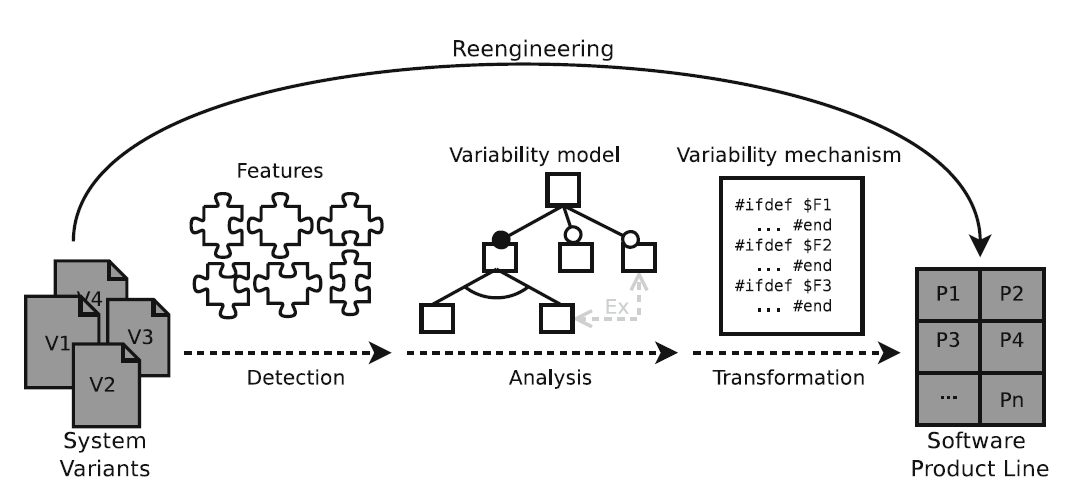 Reengineering
Features
Variability model
Variability mechanism
#ifdef $F1
... #end
#ifdef $F2
... #end
#ifdef $F3
... #end
Ex
V4
V1
V3
V2
P1 P2
P3 P4
... Pn
Detection
Analysis
Transformation
System
Variants
Software
Product Line